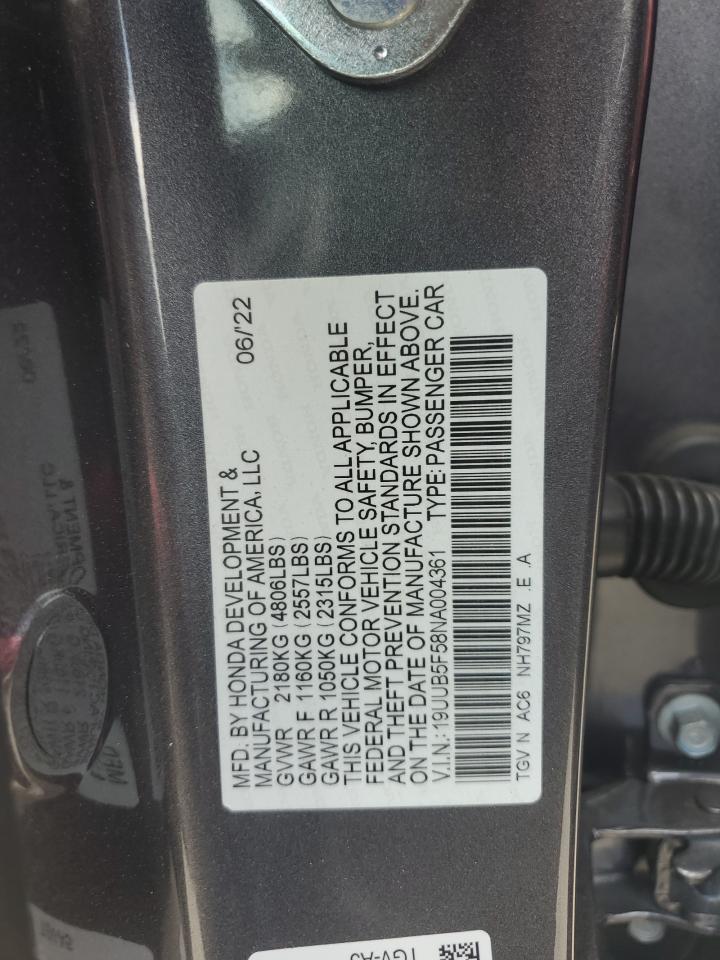 MFD. BY HONDA DEVELOPMENT &
MANUFACTURING OF AMERICA, LLC 06/'22
GVWR 2180KG (4806LBS)
GAWR F 1160KG (2557LBS)
GAWR R 1050KG (2315LBS)
THIS VEHICLE CONFORMS TO ALL APPLICABLE
FEDERAL MOTOR VEHICLE SAFETY, BUMPER,
AND THEFT PREVENTION STANDARDS IN EFFECT
ON THE DATE OF MANUFACTURE SHOWN ABOVE.
V.I.N.: 19UUB5F58NA004361 TYPE: PASSENGER CAR
TGV N AC6 NH797MZ .E .A